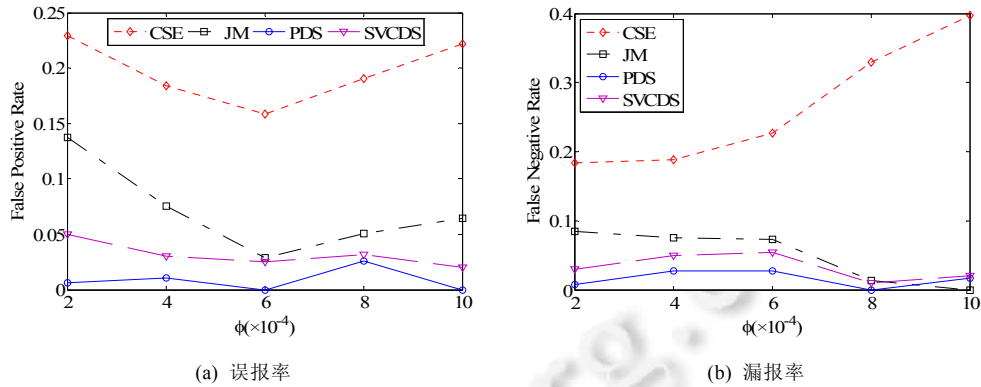 0.25
0.2
0.15
0.1
0.05
0
False Positive Rate
CSE JM PDS SVCDS
2 4 6 8 10
ϕ(×10-4)
(a) 误报率
0.4
0.3
0.2
0.1
0
False Negative Rate
CSE
JM
PDS
SVCDS
2 4 6 8 10
ϕ(×10-4)
(b) 漏报率